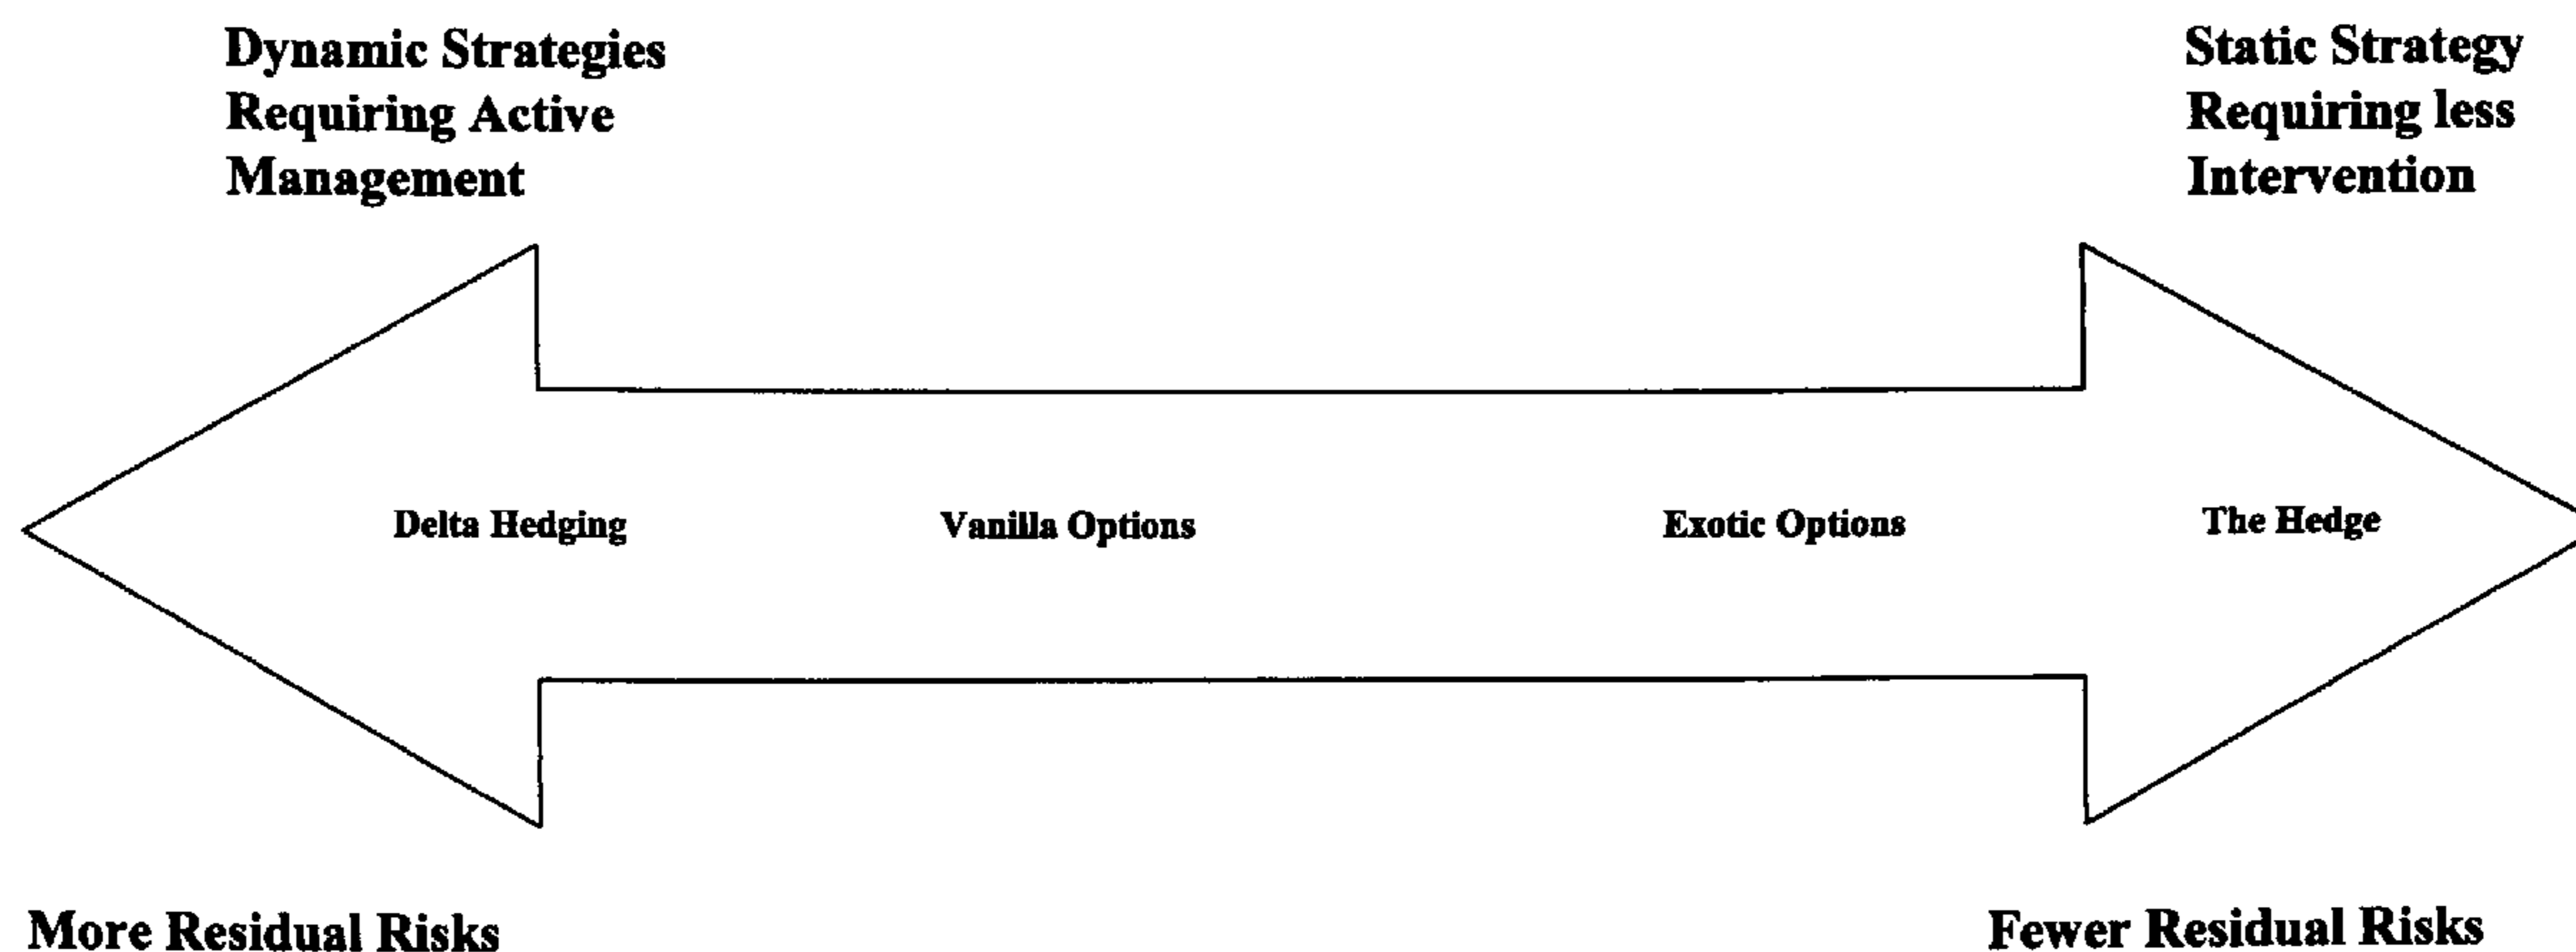 Dynamic Strategies
Requiring Active
Management
Static Strategy
Requiring less
Intervention
Delta Hedging
Vanilla Options
Exotic Options
The Hedge
More Residual Risks
Fewer Residual Risks